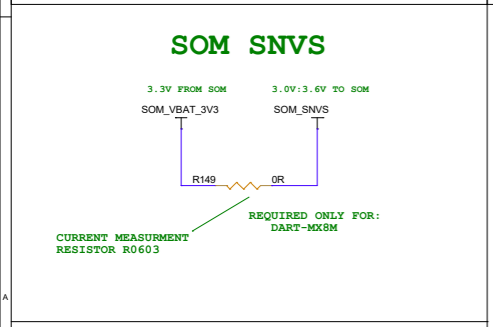 SOM SNVS
3.3V FROM SOM
3.0V:3.6V TO SOM
SOM_VBAT_3V3
SOM_SNVS
R149
0R
REQUIRED ONLY FOR:
DART-MX8M
CURRENT MEASURMENT
RESISTOR R0603
A